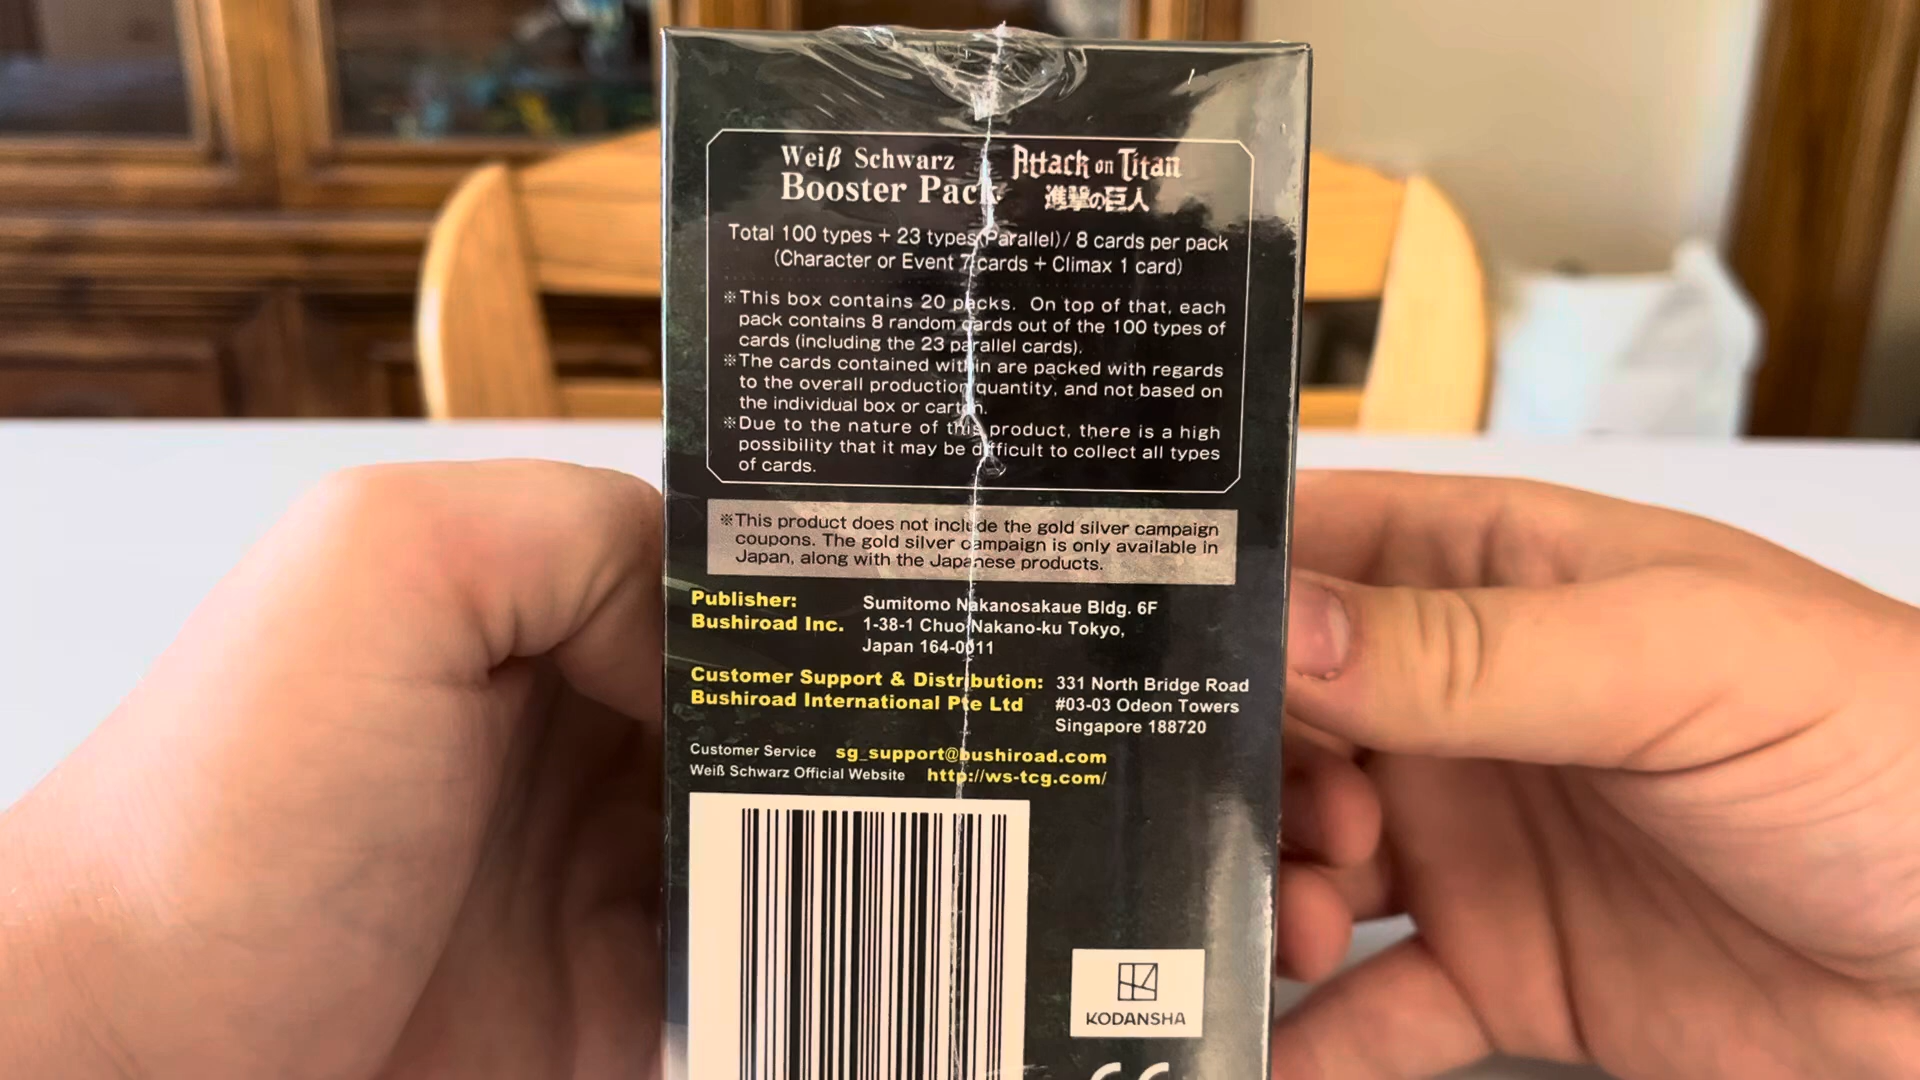 Weiß Schwarz
Booster Pack
Attack on Titan
進撃の巨人
Total 100 types + 23 types(Parallel)/ 8 cards per pack
(Character or Event 7 cards + Climax 1 card)
※This box contains 20 packs. On top of that, each
pack contains 8 random cards out of the 100 types of
cards (including the 23 parallel cards).
※The cards contained within are packed with regards
to the overall production quantity, and not based on
the individual box or carton.
※Due to the nature of this product, there is a high
possibility that it may be difficult to collect all types
of cards.
※This product does not include the gold silver campaign
coupons. The gold silver campaign is only available in
Japan, along with the Japanese products.
Publisher:
Bushiroad Inc.
Sumitomo Nakanosakaue Bldg. 6F
1-38-1 Chuo Nakano-ku Tokyo,
Japan 164-0011
Customer Support & Distribution:
Bushiroad International Pte Ltd
331 North Bridge Road
#03-03 Odeon Towers
Singapore 188720
Customer Service sg_support@bushiroad.com
Weiß Schwarz Official Website http://ws-tcg.com/
KODANSHA
CE